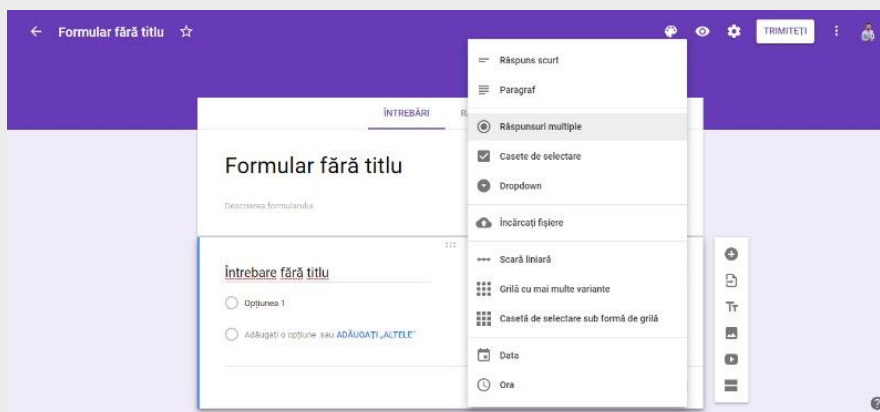 Formular fără titlu
TRIMITEȚI
ÎNTREBĂRI
Formular fără titlu
Descrierea formularului
Întrebare fără titlu
Opțiunea 1
Adăugați o opțiune sau ADĂUGAȚI „ALTELE”
Răspuns scurt
Paragraf
Răspunsuri multiple
Casete de selectare
Dropdown
Încărcați fișiere
Scară liniară
Grilă cu mai multe variante
Casetă de selectare sub formă de grilă
Data
Ora
Tт